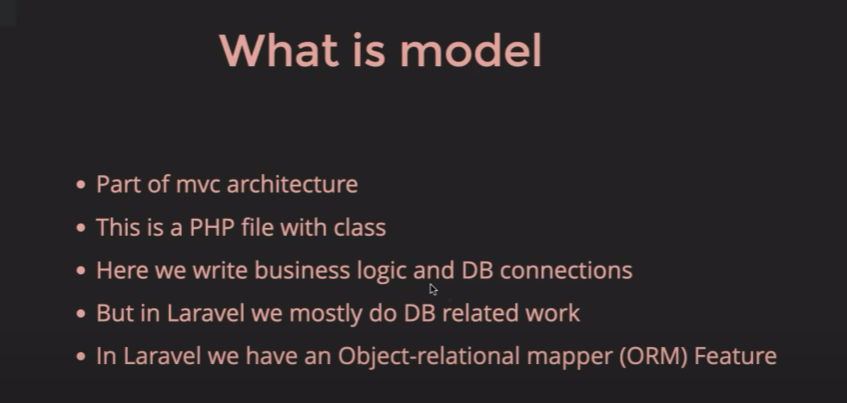 What is model
• Part of mvc architecture
• This is a PHP file with class
• Here we write business logic and DB connections
• But in Laravel we mostly do DB related work
• In Laravel we have an Object-relational mapper (ORM) Feature